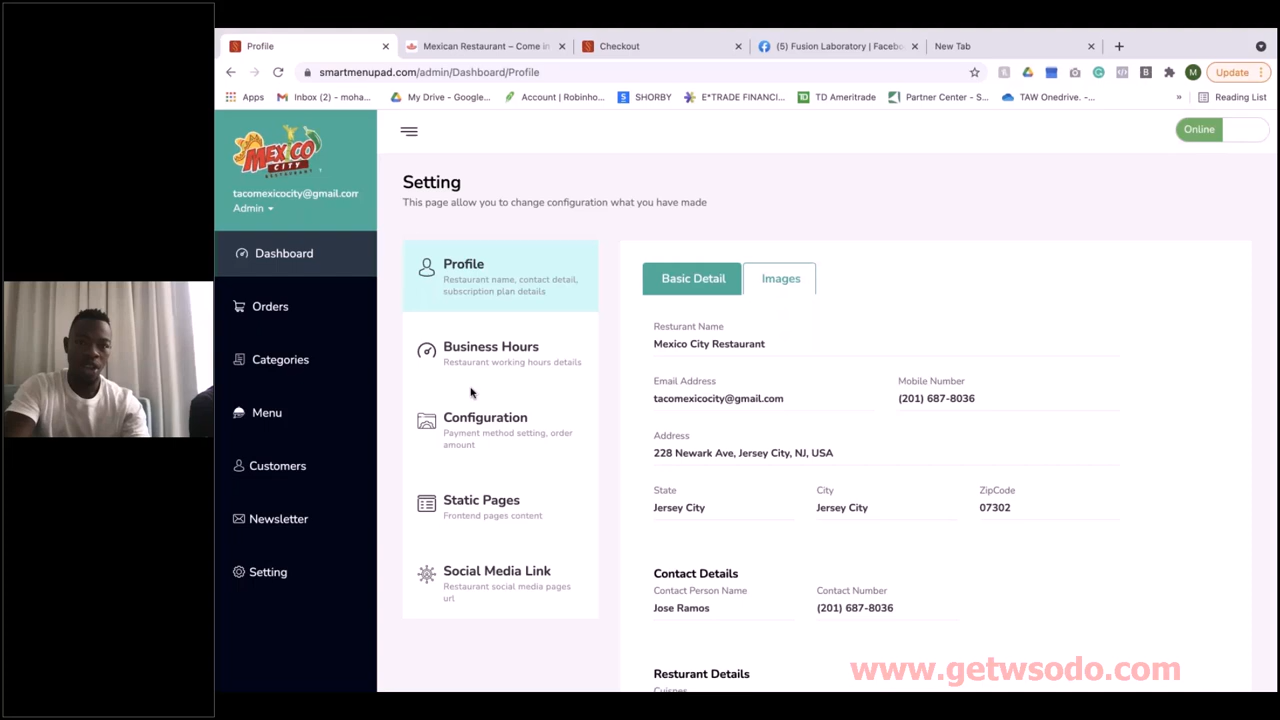 Profile
Mexican Restaurant – Come in
Checkout
(5) Fusion Laboratory | Facebo
New Tab
smartmenupad.com/admin/Dashboard/Profile
M
Update
Apps
Inbox (2) - moha...
My Drive - Google...
Account | Robinho...
SHORBY
E*TRADE FINANCI...
TD Ameritrade
Partner Center - S...
TAW Onedrive. -...
»
Reading List
MEXICO
CITY
RESTAURANT
tacomexicocity@gmail.com
Admin
Online
Dashboard
Orders
Categories
Menu
Customers
Newsletter
Setting
Setting
This page allow you to change configuration what you have made
Profile
Restaurant name, contact detail,
subscription plan details
Business Hours
Restaurant working hours details
Configuration
Payment method setting, order
amount
Static Pages
Frontend pages content
Social Media Link
Restaurant social media pages
url
Basic Detail
Images
Resturant Name
Mexico City Restaurant
Email Address
Mobile Number
tacomexicocity@gmail.com
(201) 687-8036
Address
228 Newark Ave, Jersey City, NJ, USA
State
City
ZipCode
Jersey City
Jersey City
07302
Contact Details
Contact Person Name
Contact Number
Jose Ramos
(201) 687-8036
Resturant Details
Cuisnes
www.getwsodo.com